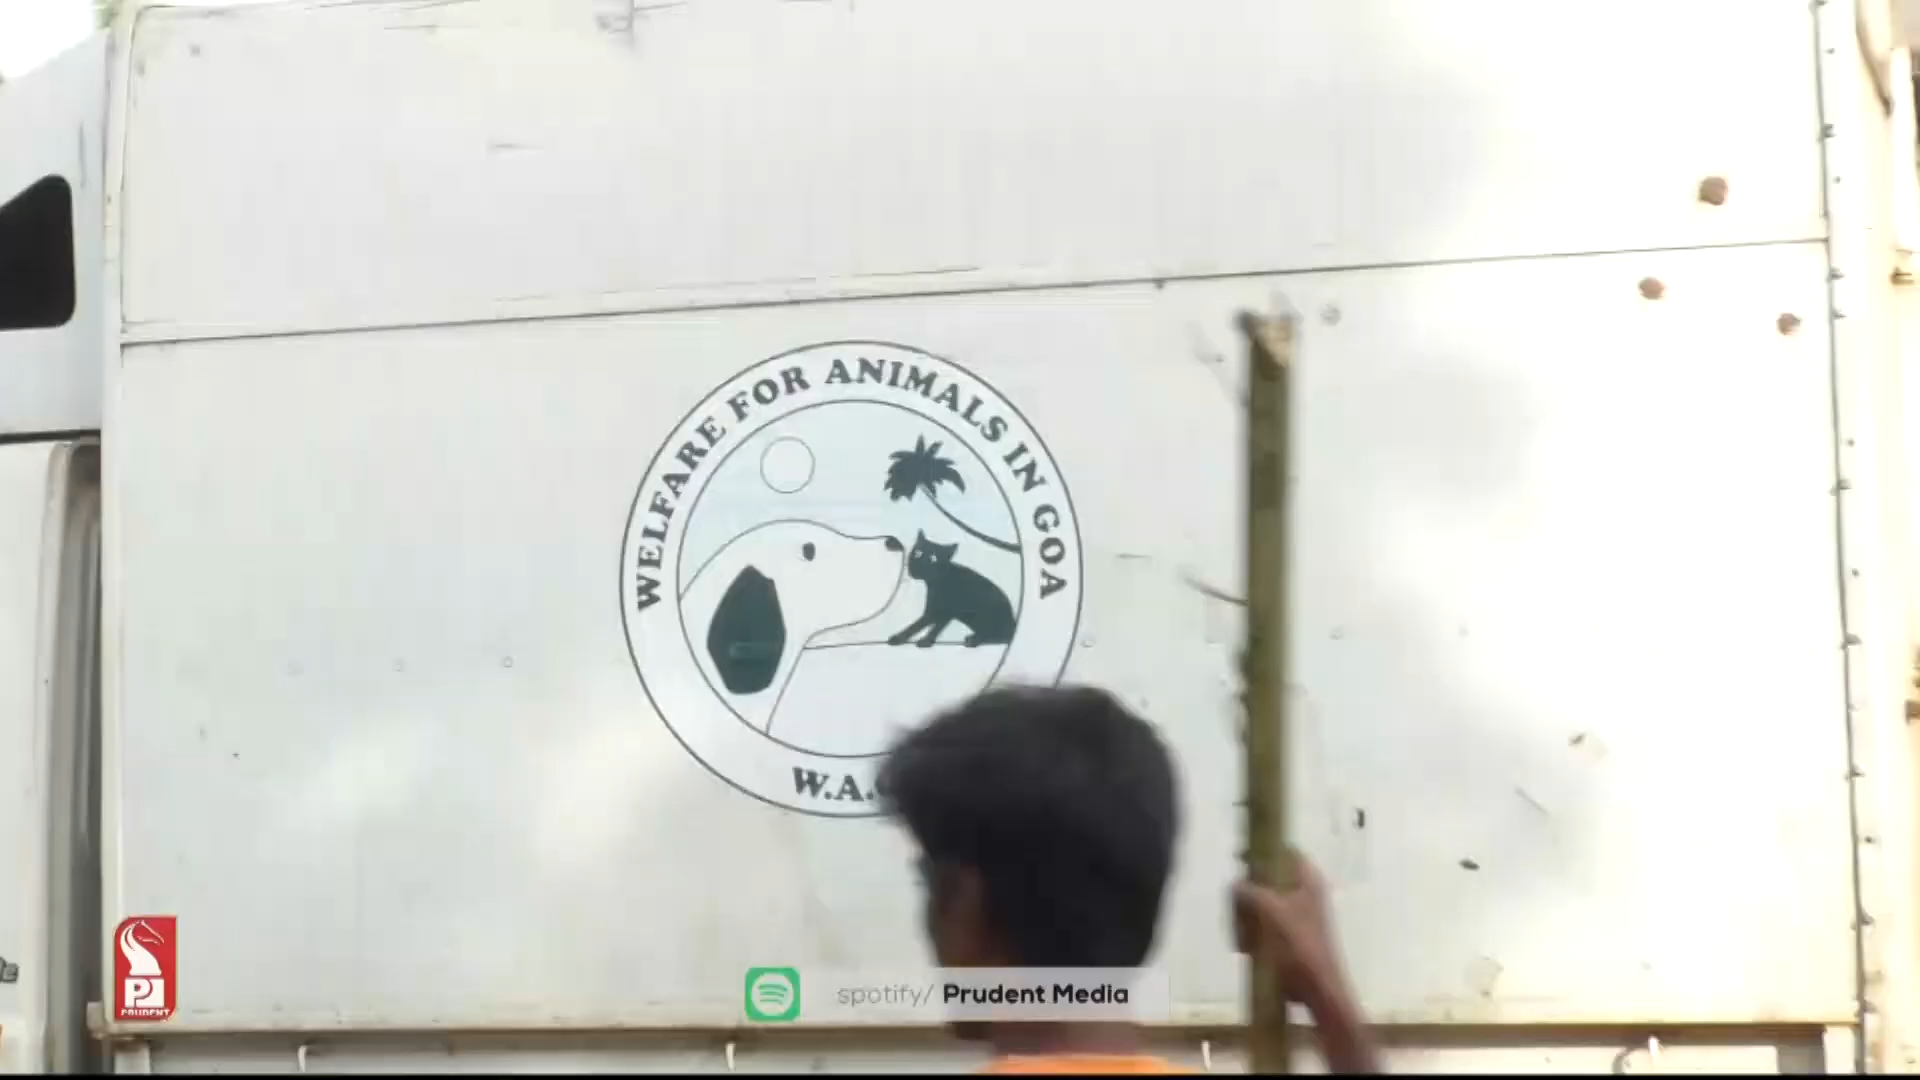 WELFARE FOR ANIMALS IN GOA
W.A.
PRUDENT
spotify/ Prudent Media